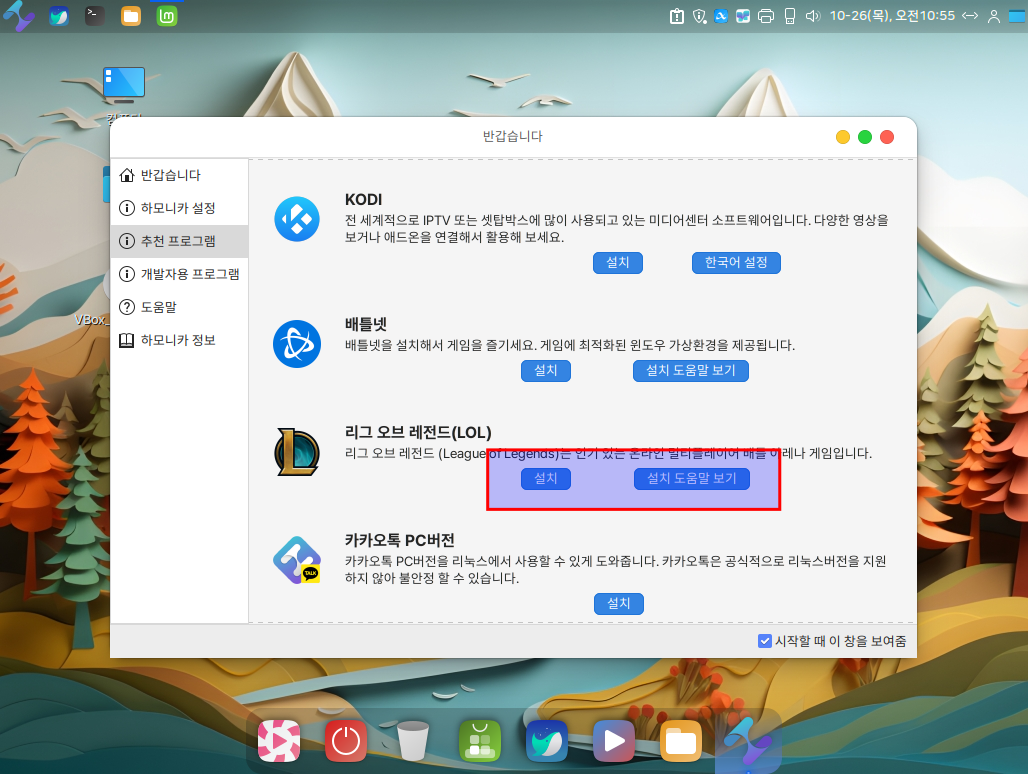 10-26(목), 오전10:55
반갑습니다
반갑습니다
하모니카 설정
추천 프로그램
개발자용 프로그램
도움말
하모니카 정보
KODI
전 세계적으로 IPTV 또는 셋탑박스에 많이 사용되고 있는 미디어센터 소프트웨어입니다. 다양한 영상을
보거나 애드온을 연결해서 활용해 보세요.
설치
한국어 설정
배틀넷
배틀넷을 설치해서 게임을 즐기세요. 게임에 최적화된 윈도우 가상환경을 제공됩니다.
설치
설치 도움말 보기
리그 오브 레전드(LOL)
리그 오브 레전드 (League of Legends)는 인기 있는 온라인 멀티플레이어 배틀 아레나 게임입니다.
설치
설치 도움말 보기
카카오톡 PC버전
카카오톡 PC버전을 리눅스에서 사용할 수 있게 도와줍니다. 카카오톡은 공식적으로 리눅스버전을 지원
하지 않아 불안정 할 수 있습니다.
TALK
설치
시작할 때 이 창을 보여줌
VBox_